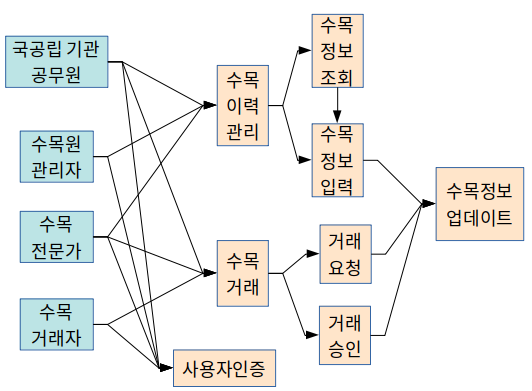 국공립 기관
공무원
수목원
관리자
수목
전문가
수목
거래자
수목
이력
관리
수목
거래
사용자인증
수목
정보
조회
수목
정보
입력
거래
요청
거래
승인
수목정보
업데이트